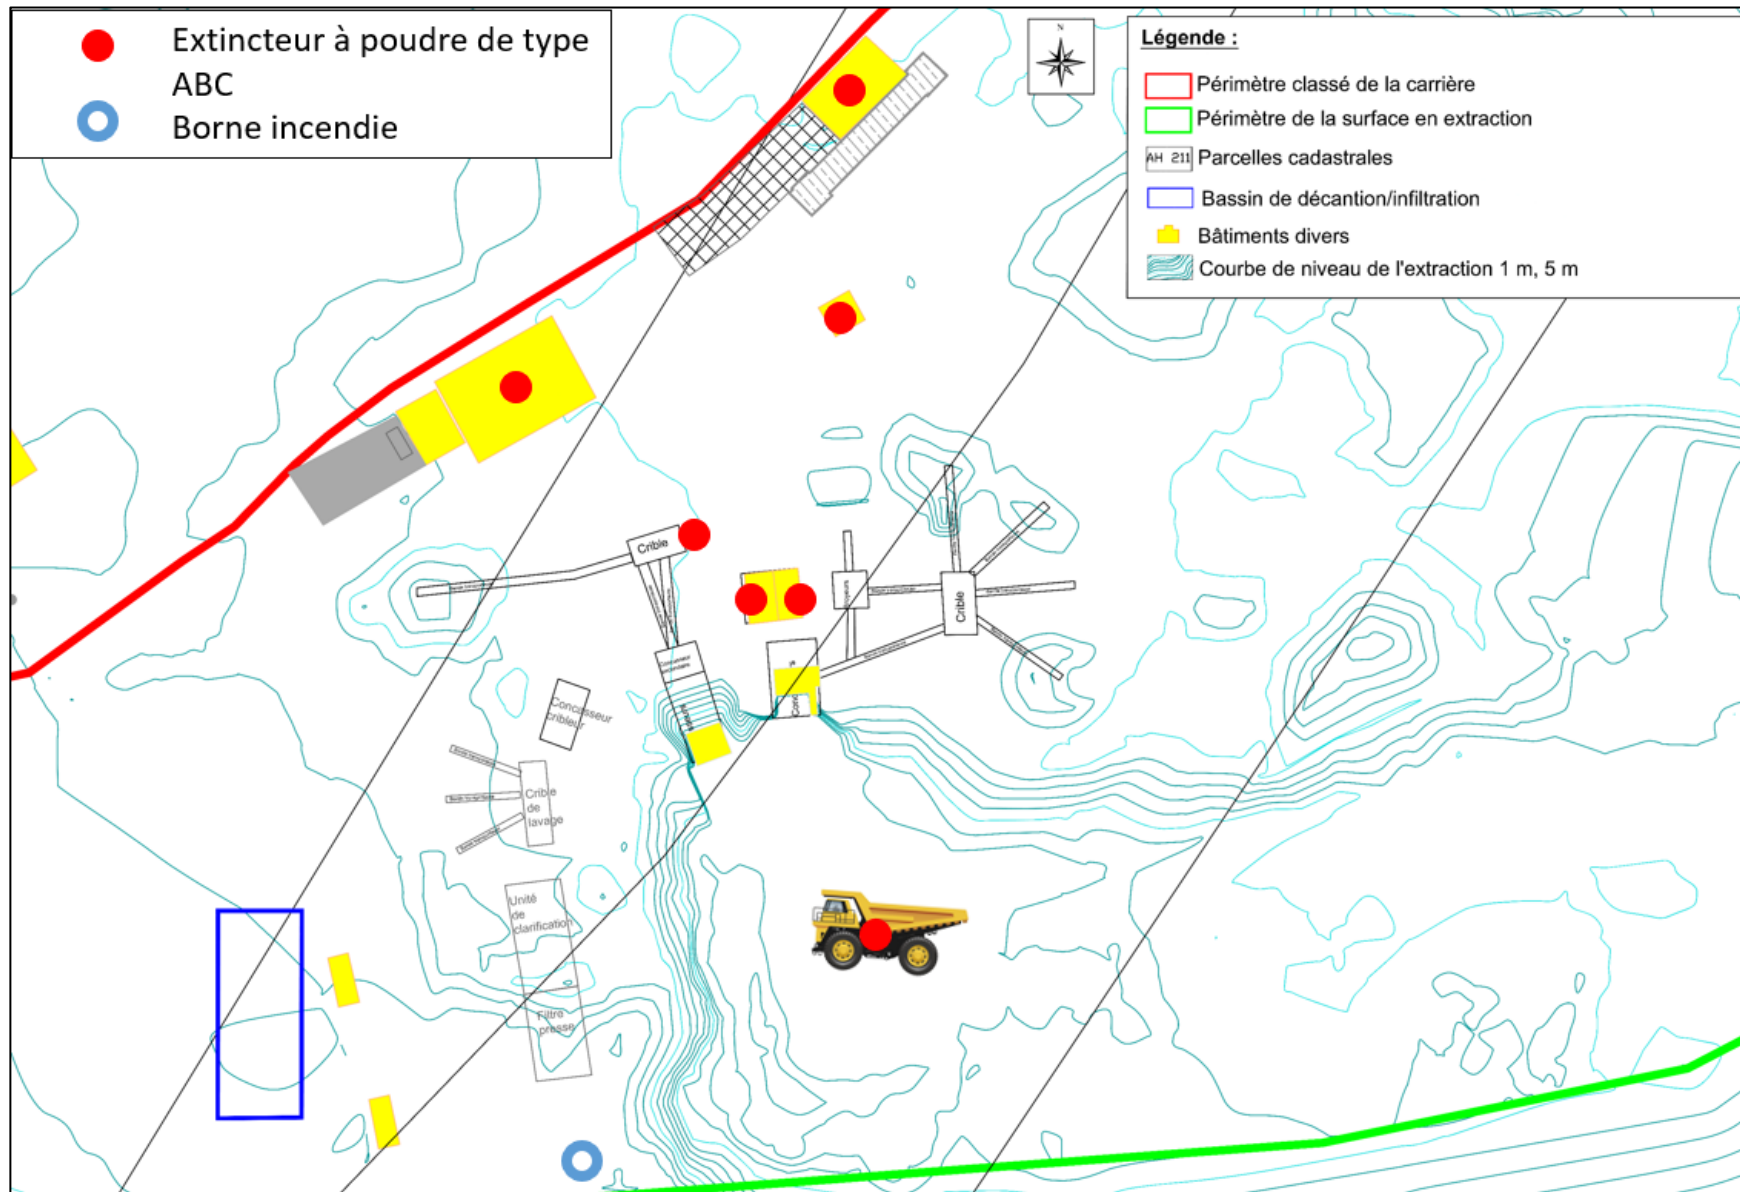 Extincteur à poudre de type
ABC
Borne incendie
N
Légende :
Périmètre classé de la carrière
Périmètre de la surface en extraction
AH 211 Parcelles cadastrales
Bassin de décantion/infiltration
Bâtiments divers
Courbe de niveau de l'extraction 1 m, 5 m
Crible
Crible
Concasseur
cribleur
Crible
de
lavage
Unité
de
clarification
Filtre
presse